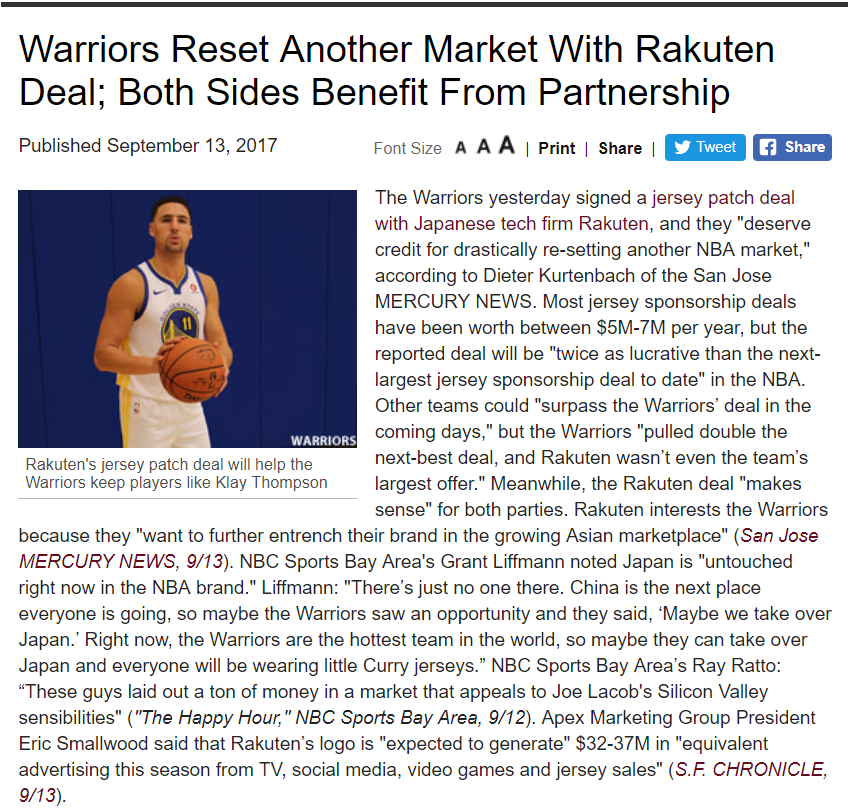 Warriors Reset Another Market With Rakuten
Deal; Both Sides Benefit From Partnership
Published September 13, 2017
Font Size A A A | Print | Share | Tweet Share
The Warriors yesterday signed a jersey patch deal
with Japanese tech firm Rakuten, and they "deserve
credit for drastically re-setting another NBA market,"
according to Dieter Kurtenbach of the San Jose
MERCURY NEWS. Most jersey sponsorship deals
have been worth between $5M-7M per year, but the
reported deal will be "twice as lucrative than the next-
largest jersey sponsorship deal to date" in the NBA.
Other teams could "surpass the Warriors’ deal in the
coming days," but the Warriors "pulled double the
next-best deal, and Rakuten wasn’t even the team’s
largest offer." Meanwhile, the Rakuten deal "makes
sense" for both parties. Rakuten interests the Warriors
because they "want to further entrench their brand in the growing Asian marketplace" (San Jose
MERCURY NEWS, 9/13). NBC Sports Bay Area's Grant Liffmann noted Japan is "untouched
right now in the NBA brand." Liffmann: "There’s just no one there. China is the next place
everyone is going, so maybe the Warriors saw an opportunity and they said, ‘Maybe we take over
Japan.’ Right now, the Warriors are the hottest team in the world, so maybe they can take over
Japan and everyone will be wearing little Curry jerseys.” NBC Sports Bay Area’s Ray Ratto:
“These guys laid out a ton of money in a market that appeals to Joe Lacob's Silicon Valley
sensibilities" ("The Happy Hour," NBC Sports Bay Area, 9/12). Apex Marketing Group President
Eric Smallwood said that Rakuten’s logo is "expected to generate" $32-37M in "equivalent
advertising this season from TV, social media, video games and jersey sales" (S.F. CHRONICLE,
9/13).
11
WARRIORS
Rakuten's jersey patch deal will help the
Warriors keep players like Klay Thompson